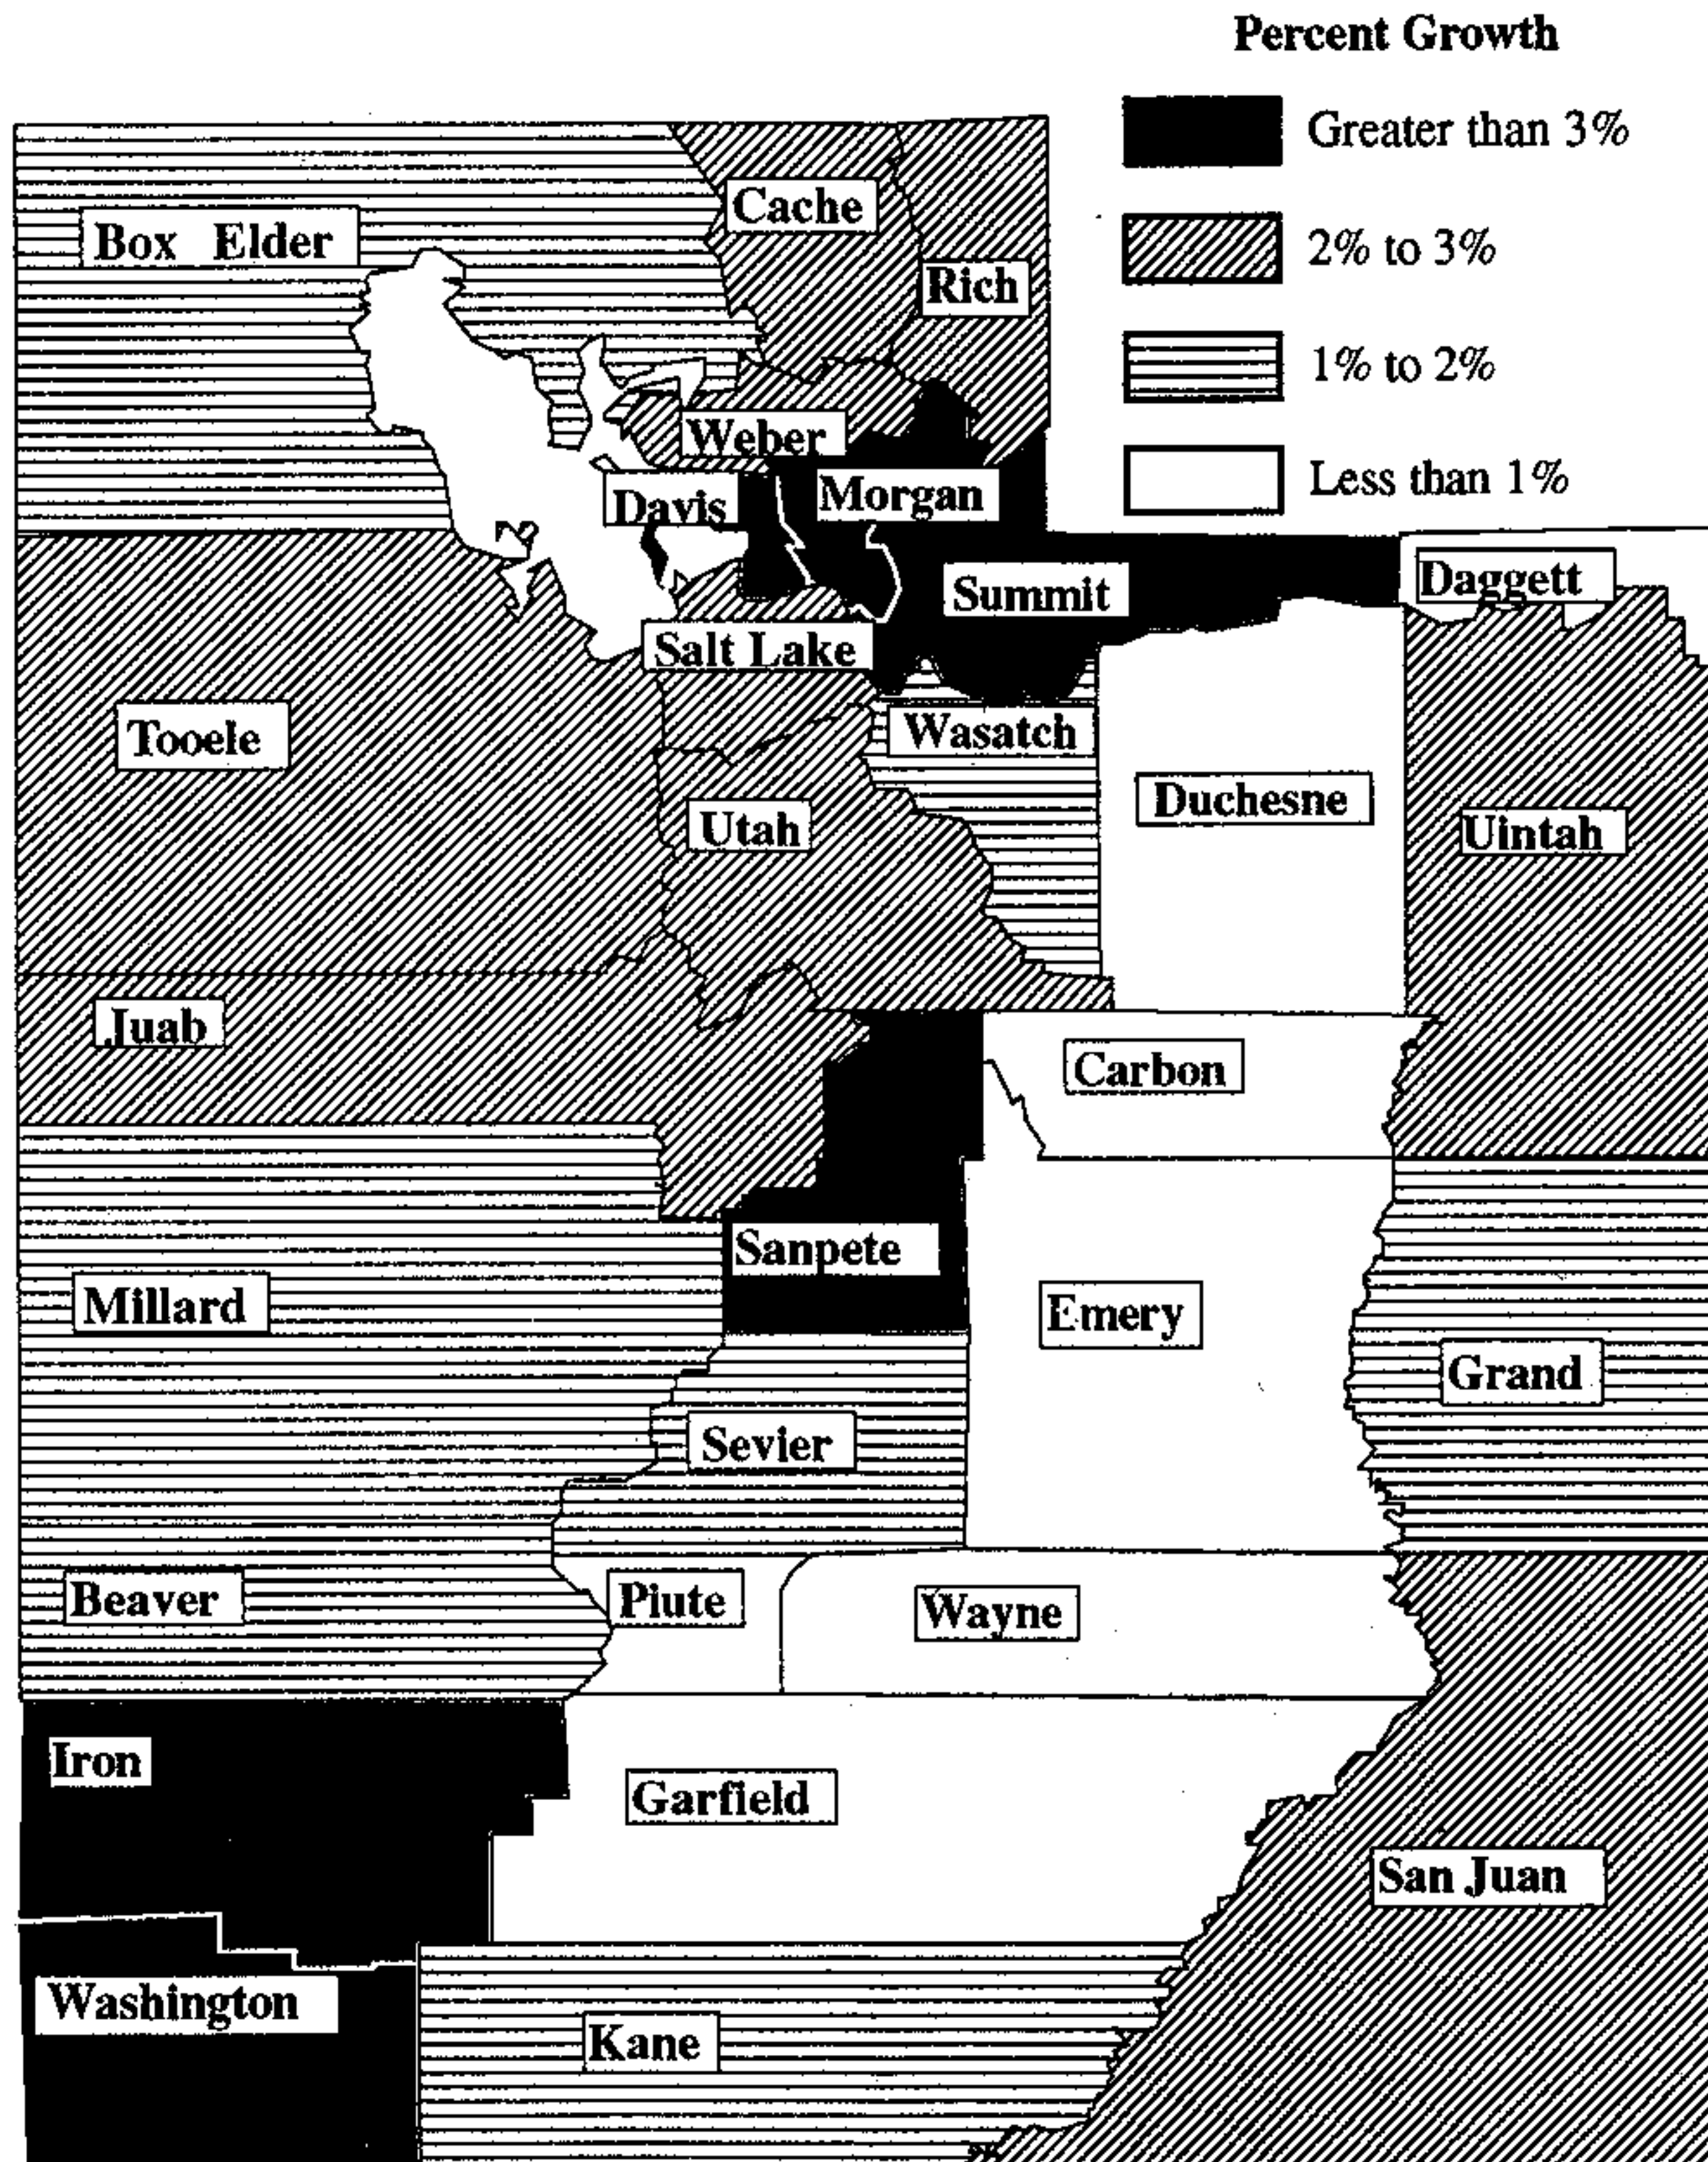 Percent Growth
Greater than 3%
2% to 3%
1% to 2%
Less than 1%
Box Elder
Cache
Rich
Weber
Davis
Morgan
Summit
Daggett
Salt Lake
Tooele
Wasatch
Duchesne
Utah
Uintah
Juab
Carbon
Sanpete
Millard
Emery
Grand
Sevier
Beaver
Piute
Wayne
Iron
Garfield
San Juan
Washington
Kane